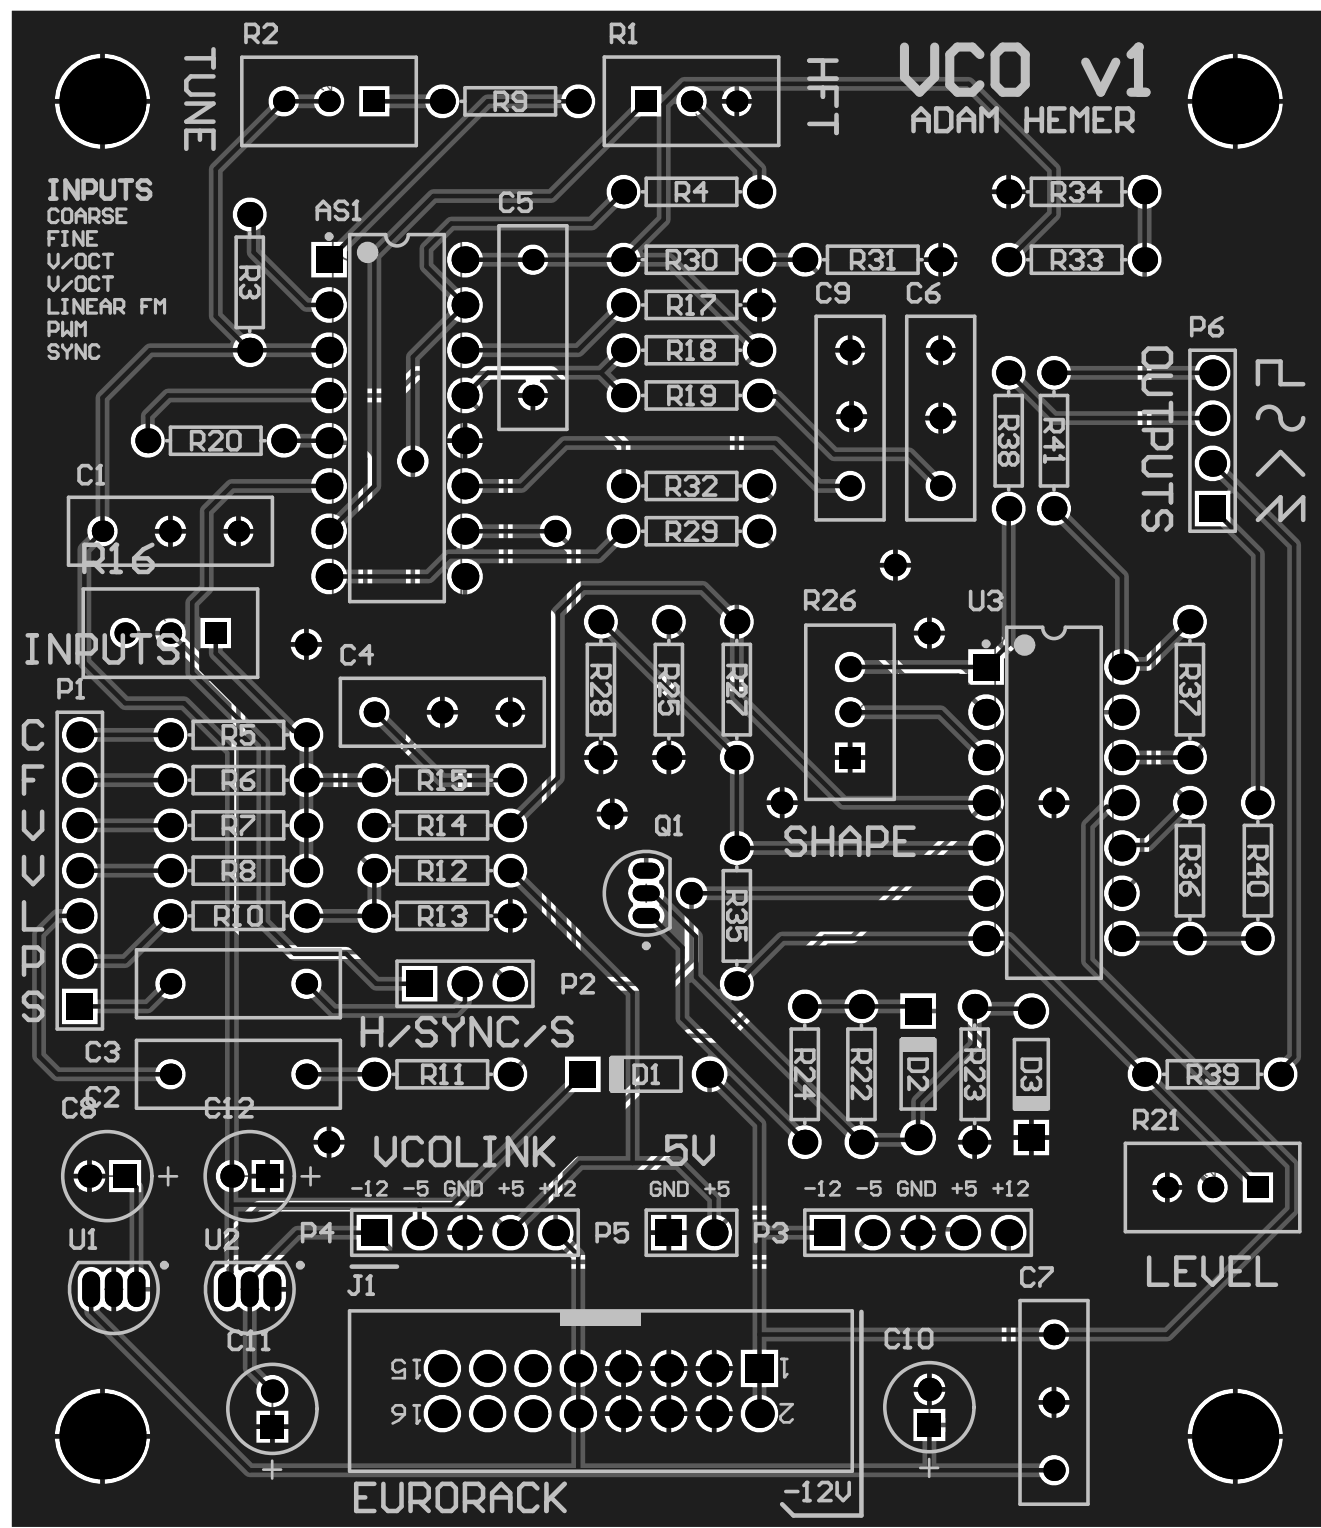 R2
R1
TUNE
HFT
VCO v1
ADAM HEMER
R9
INPUTS
COARSE
FINE
V/OCT
V/OCT
LINEAR FM
PWM
SYNC
AS1
C5
R4
R34
R3
R30
R31
R33
C9
C6
R17
P6
R18
OUTPUTS
R19
R20
R38
R41
C1
R32
R29
R16
R26
U3
INPUTS
C4
R28
R25
R27
R37
P1
C
R5
F
R6
R15
V
R7
R14
Q1
SHAPE
V
R8
R12
R36
R40
L
R10
R13
R35
P
S
P2
H/SYNC/S
C3
R11
D1
R24
R22
D2
R23
D3
R39
C2
C8
C12
R21
VCOLINK
5V
+
+
-12 -5 GND +5 +12
GND +5
-12 -5 GND +5 +12
P4
P5
P3
U1
U2
LEVEL
J1
C7
C11
C10
15
1
16
2
+
+
-12V
EURORACK